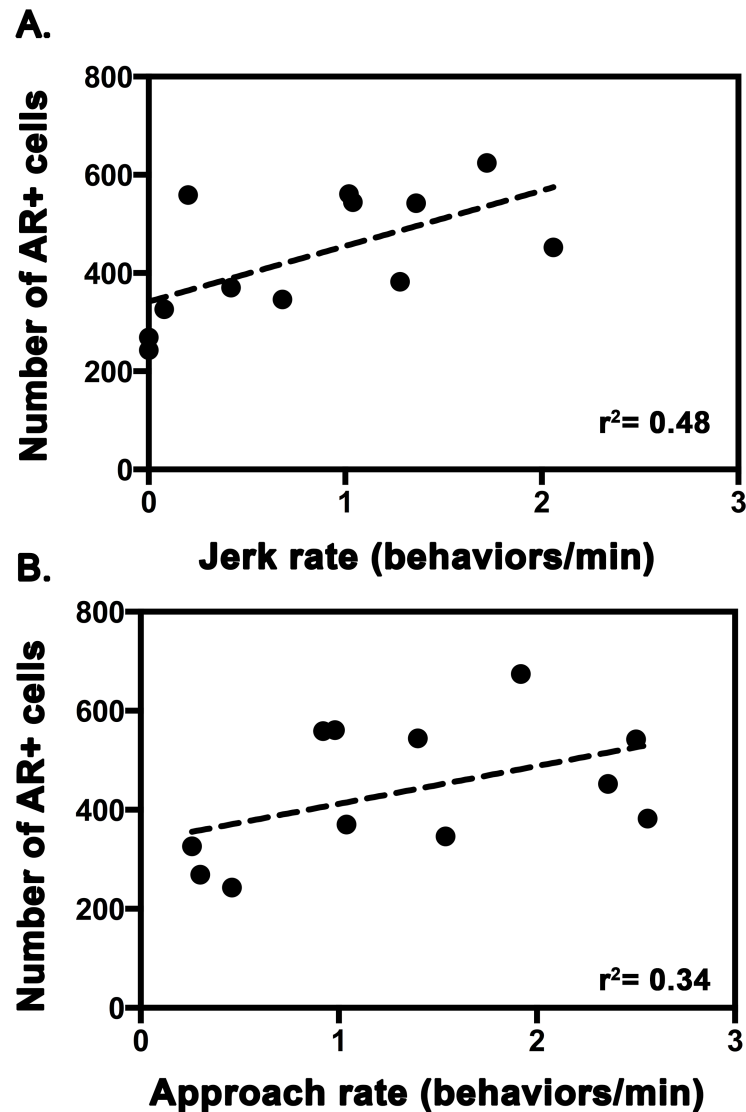 A.
Number of AR+ cells
800
600
400
200
0
0 1 2 3
r²= 0.48
Jerk rate (behaviors/min)
B.
Number of AR+ cells
800
600
400
200
0
0 1 2 3
r²= 0.34
Approach rate (behaviors/min)